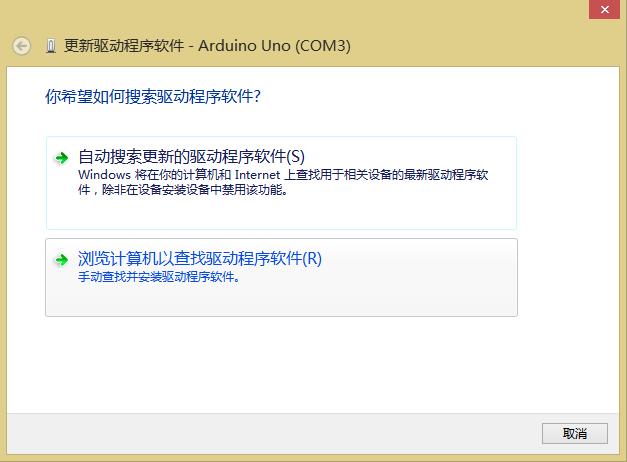 更新驱动程序软件 - Arduino Uno (COM3)
你希望如何搜索驱动程序软件?
自动搜索更新的驱动程序软件(S)
Windows 将在你的计算机和 Internet 上查找用于相关设备的最新驱动程序软
件，除非在设备安装设备中禁用该功能。
浏览计算机以查找驱动程序软件(R)
手动查找并安装驱动程序软件。
取消